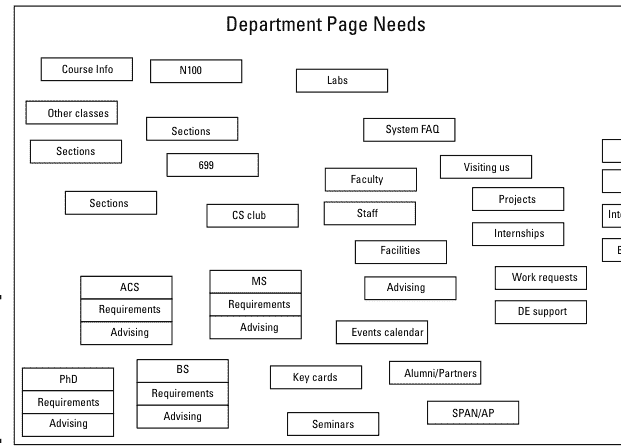 Department Page Needs
Course Info
N100
Labs
Other classes
Sections
System FAQ
Sections
699
Visiting us
Faculty
Projects
Sections
CS club
Staff
Internships
Facilities
ACS
Requirements
Advising
MS
Requirements
Advising
Advising
Work requests
DE support
Events calendar
PhD
Requirements
Advising
BS
Requirements
Advising
Key cards
Alumni/Partners
Seminars
SPAN/AP